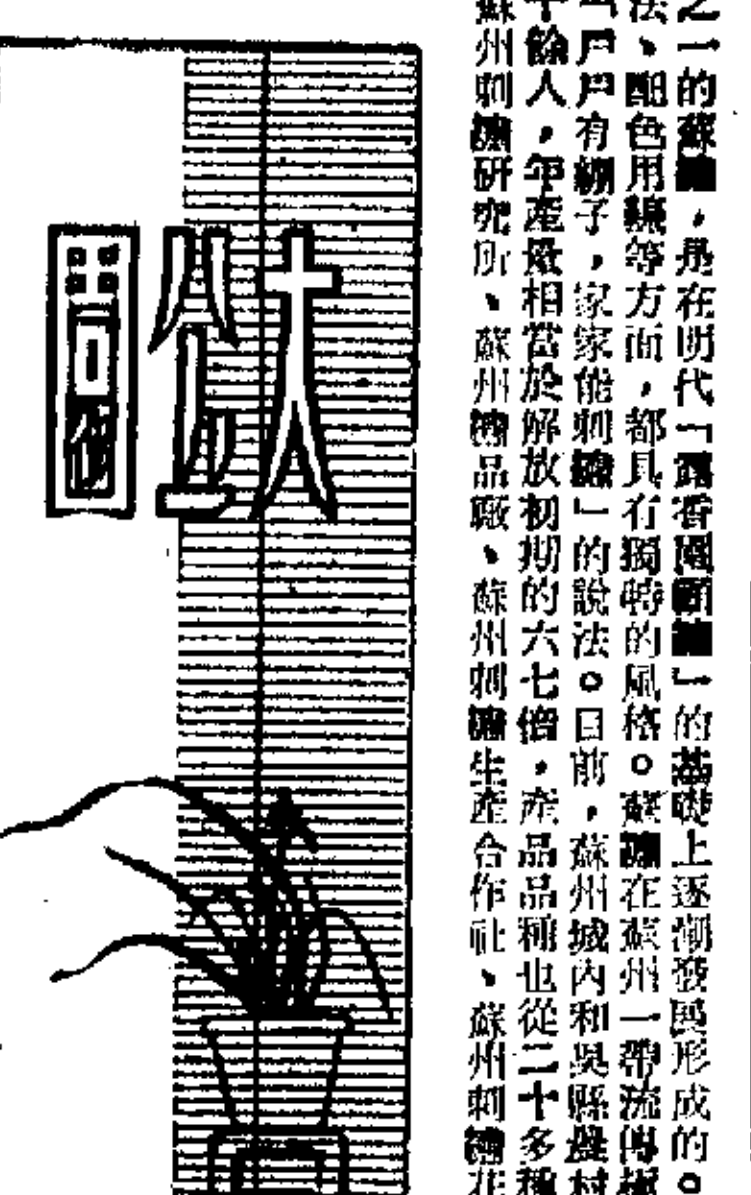 之一的蘇繡，是在明代「露香園顧繡」的基礎上逐漸發展形成的。
法、配色用線等方面，都具有獨特的風格。蘇繡在蘇州一帶流傳
戶戶有繃子，家家能刺繡」的說法。目前，蘇州城內和吳縣農村
十餘人，年產值相當於解放初期的六七倍，產品品種也從二十多種
蘇州刺繡研究所、蘇州繡品廠、蘇州刺繡生產合作社、蘇州刺繡花